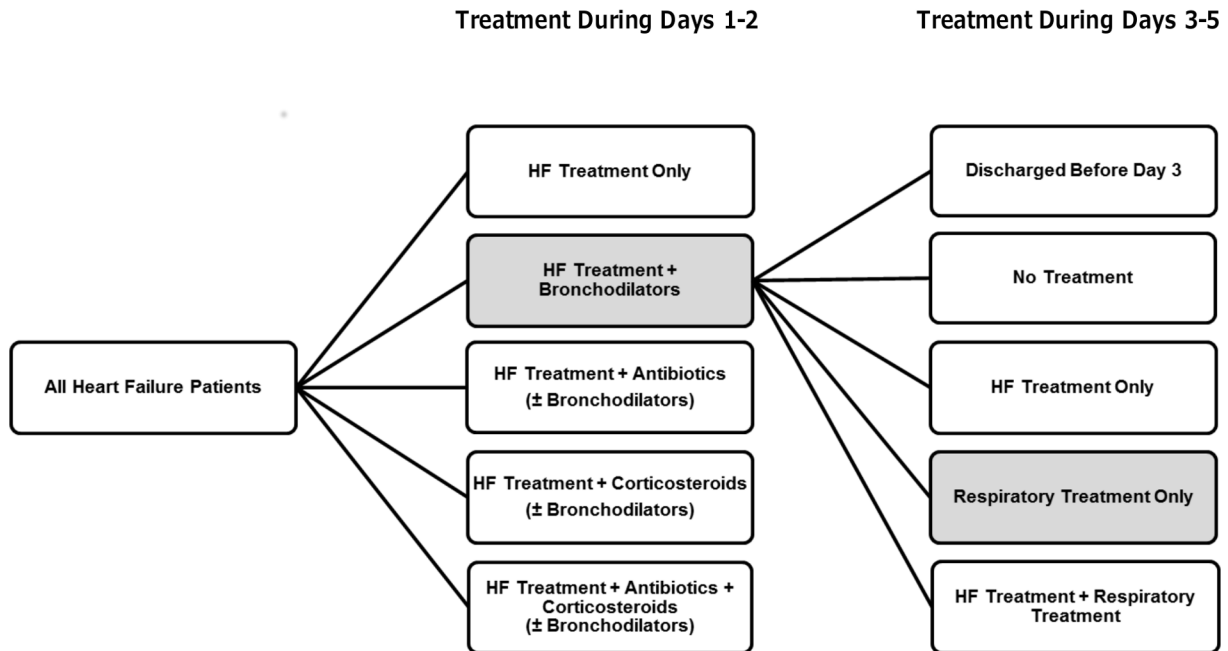 Treatment During Days 1-2
Treatment During Days 3-5
All Heart Failure Patients
HF Treatment Only
HF Treatment +
Bronchodilators
HF Treatment + Antibiotics
(± Bronchodilators)
HF Treatment + Corticosteroids
(± Bronchodilators)
HF Treatment + Antibiotics +
Corticosteroids
(± Bronchodilators)
Discharged Before Day 3
No Treatment
HF Treatment Only
Respiratory Treatment Only
HF Treatment + Respiratory
Treatment